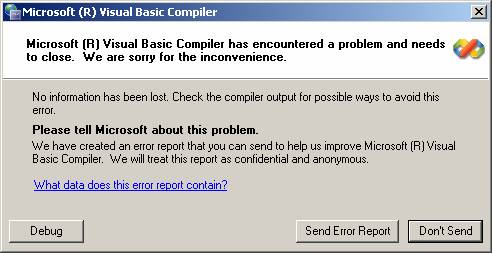 Microsoft (R) Visual Basic Compiler
Microsoft (R) Visual Basic Compiler has encountered a problem and needs
to close.  We are sorry for the inconvenience.
No information has been lost. Check the compiler output for possible ways to avoid this
error.
Please tell Microsoft about this problem.
We have created an error report that you can send to help us improve Microsoft (R) Visual
Basic Compiler.  We will treat this report as confidential and anonymous.
What data does this error report contain?
Debug Send Error Report Don't Send